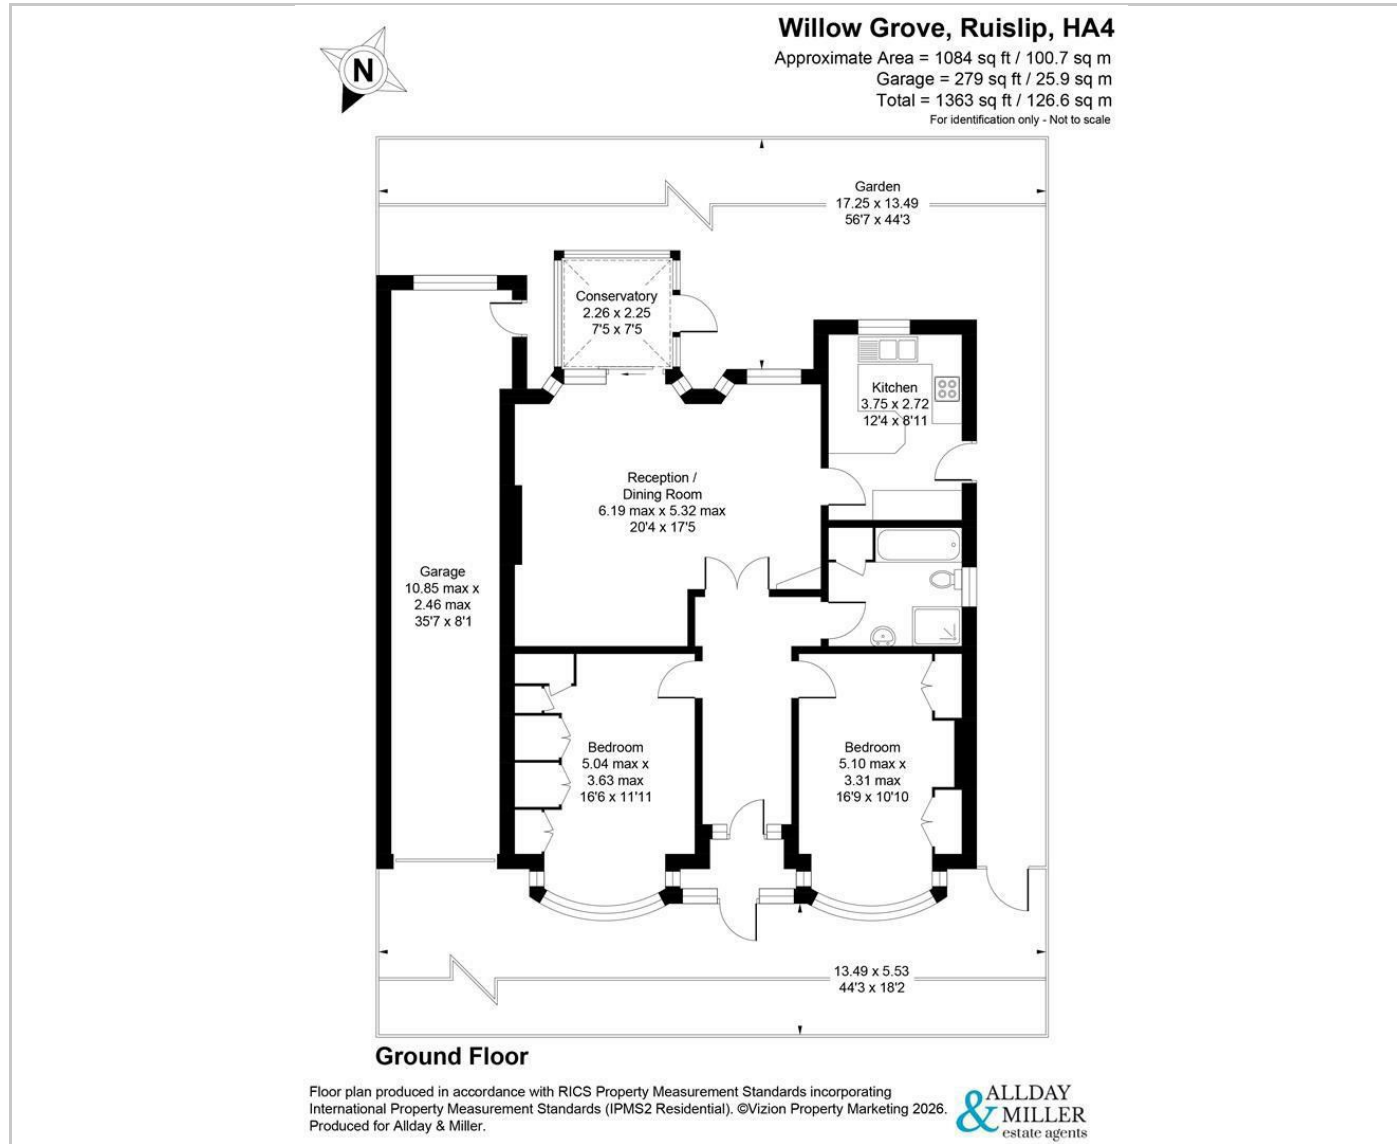 Willow Grove, Ruislip, HA4
Approximate Area = 1084 sq ft / 100.7 sq m
Garage = 279 sq ft / 25.9 sq m
Total = 1363 sq ft / 126.6 sq m
For identification only - Not to scale
N
Garden
17.25 x 13.49
56'7 x 44'3
Conservatory
2.26 x 2.25
7'5 x 7'5
Kitchen
3.75 x 2.72
12'4 x 8'11
Reception /
Dining Room
6.19 max x 5.32 max
20'4 x 17'5
Garage
10.85 max x
2.46 max
35'7 x 8'1
Bedroom
5.04 max x
3.63 max
16'6 x 11'11
Bedroom
5.10 max x
3.31 max
16'9 x 10'10
13.49 x 5.53
44'3 x 18'2
Ground Floor
Floor plan produced in accordance with RICS Property Measurement Standards incorporating
International Property Measurement Standards (IPMS2 Residential). ©Vizion Property Marketing 2026.
Produced for Allday & Miller.
ALLDAY
& MILLER
estate agents